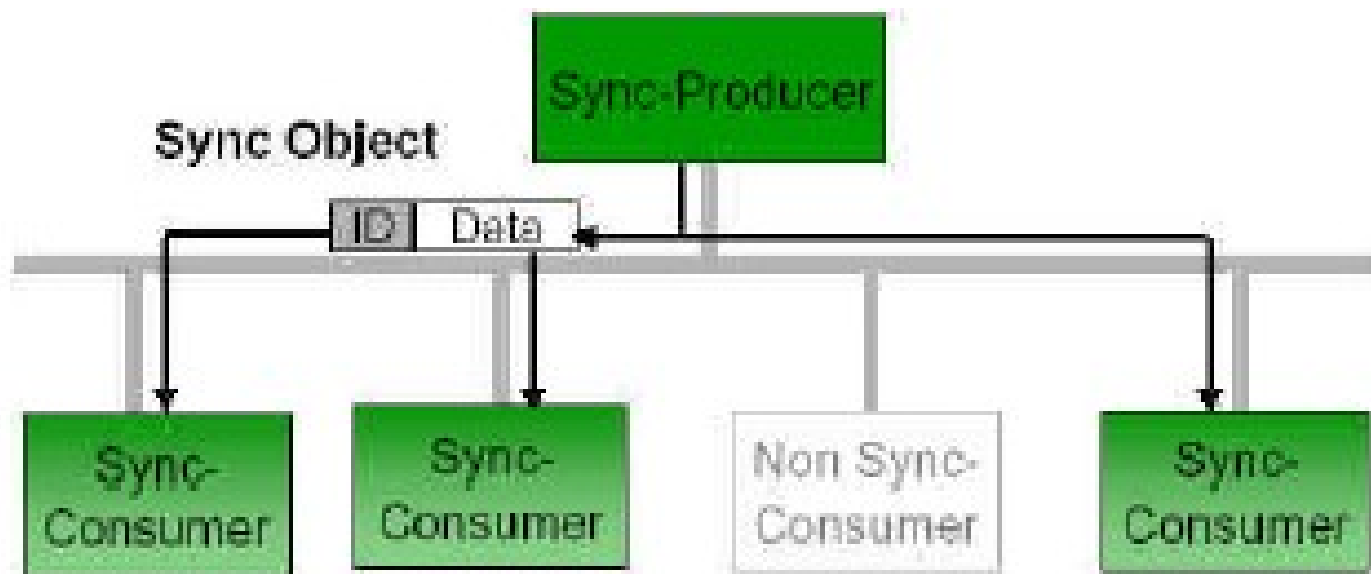 Sync-Producer
Sync Object
ID Data
Sync-
Consumer
Sync-
Consumer
Non Sync-
Consumer
Sync-
Consumer